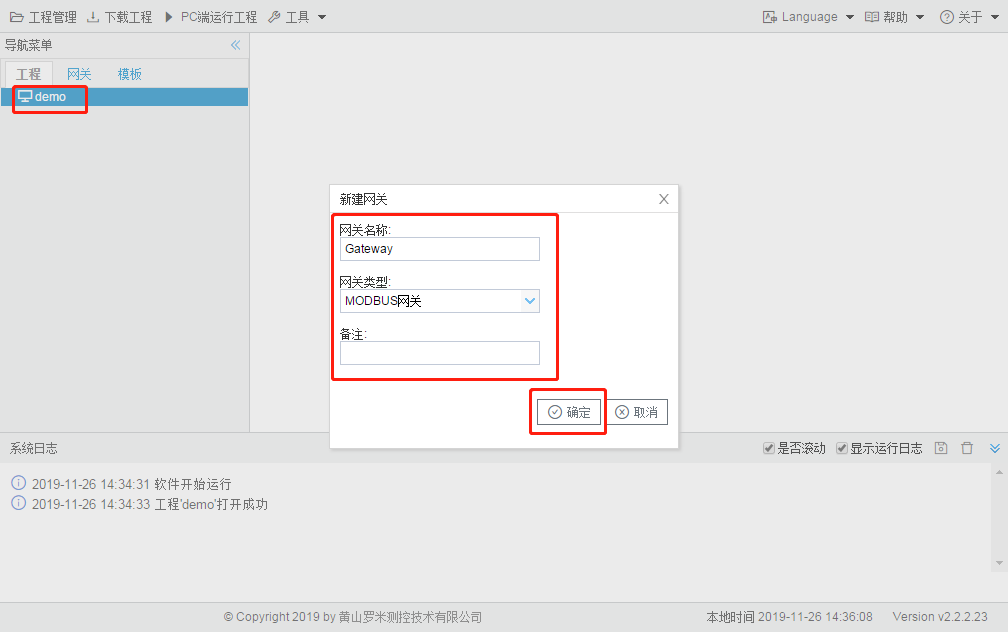 工程管理 下载工程 PC端运行工程 工具 Language 帮助 关于
导航菜单
工程 网关 模板
demo
新建网关
网关名称:
Gateway
网关类型:
MODBUS网关
备注:
确定 取消
系统日志 是否滚动 显示运行日志
2019-11-26 14:34:31 软件开始运行
2019-11-26 14:34:33 工程'demo'打开成功
© Copyright 2019 by 黄山罗米测控技术有限公司 本地时间 2019-11-26 14:36:08 Version v2.2.2.23